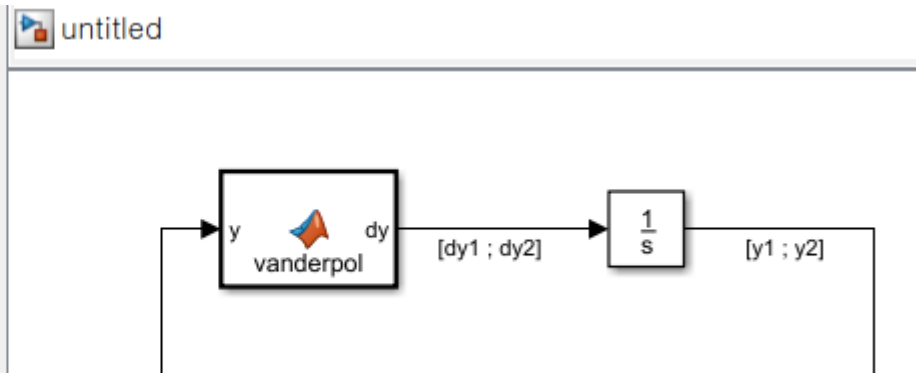 untitled
y
dy
vanderpol
[dy1 ; dy2]
1
s
[y1 ; y2]